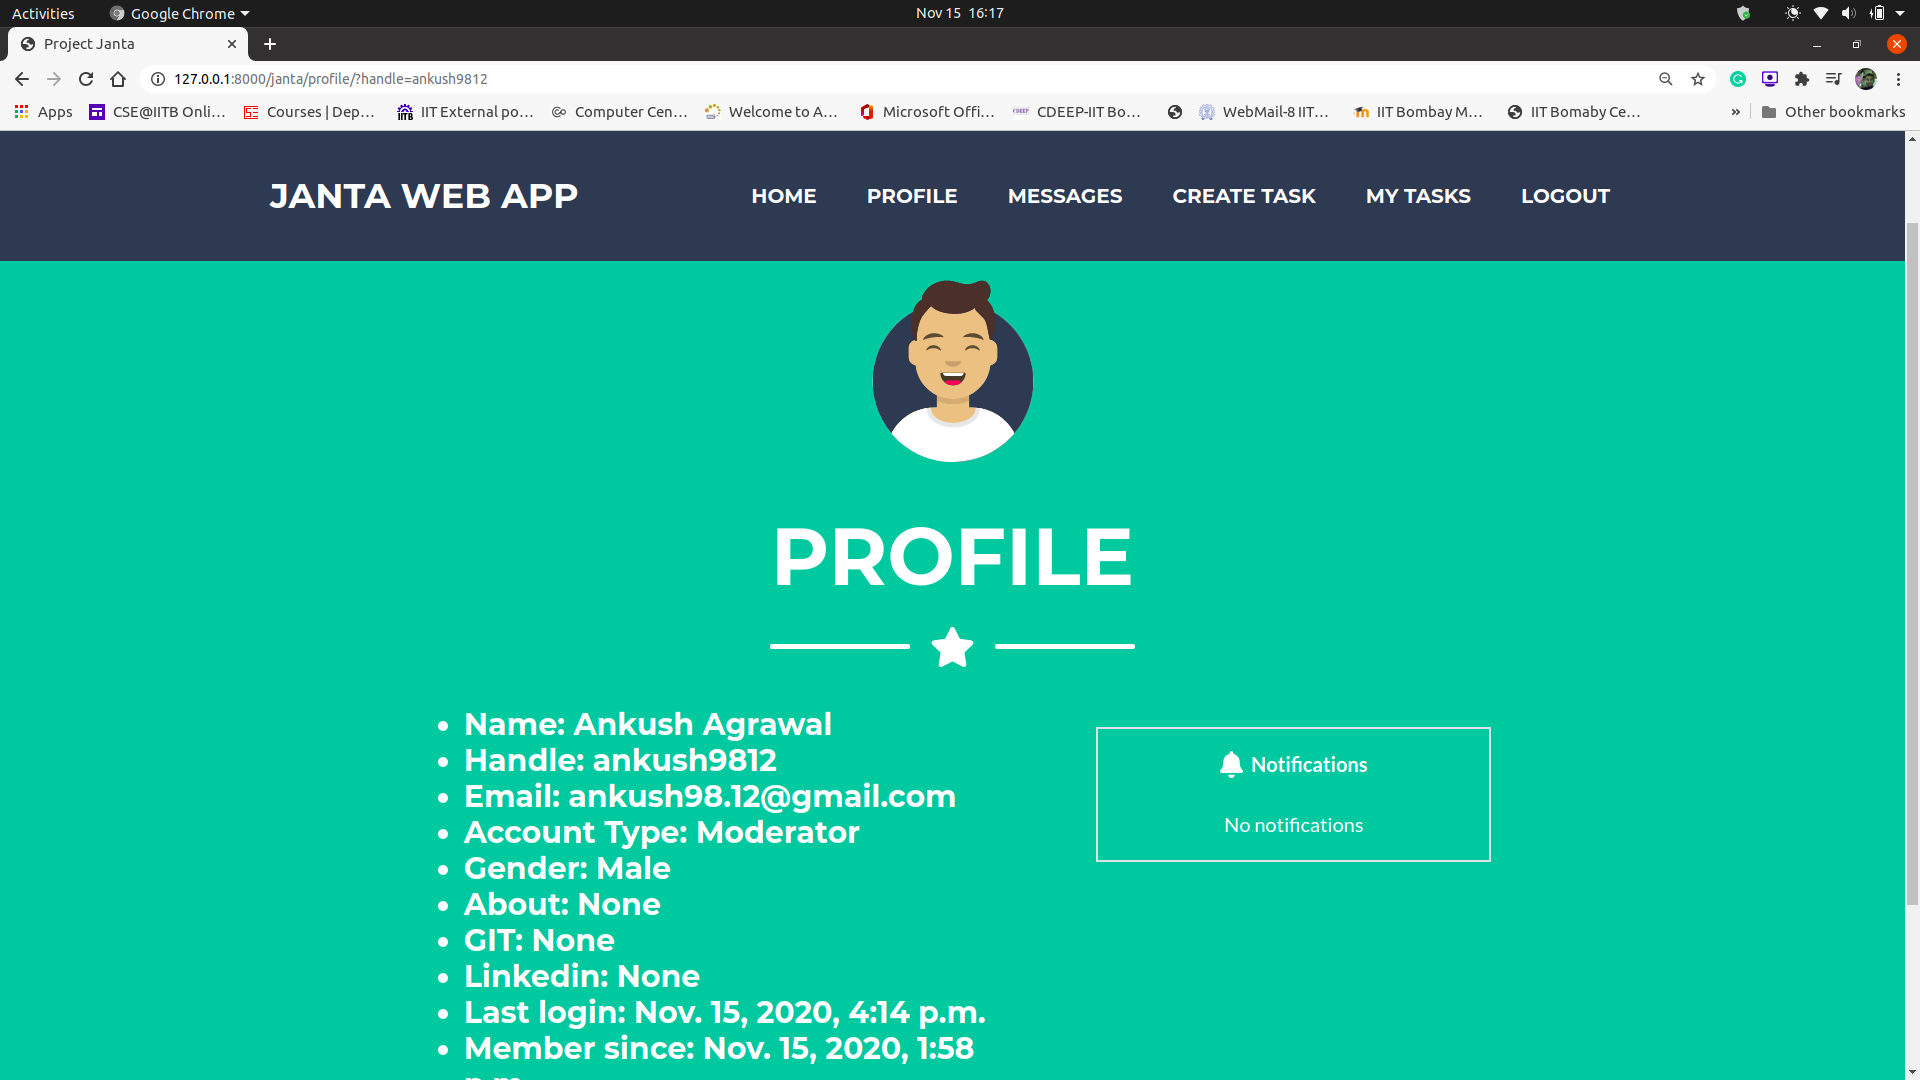 Activities Google Chrome Nov 15 16:17
Project Janta
127.0.0.1:8000/janta/profile/?handle=ankush9812
Apps CSE@IITB Onli... Courses | Dep... IIT External po... Computer Cen... Welcome to A... Microsoft Offi... CDEEP-IIT Bo... WebMail-8 IIT... IIT Bombay M... IIT Bomaby Ce... » Other bookmarks
JANTA WEB APP HOME PROFILE MESSAGES CREATE TASK MY TASKS LOGOUT
PROFILE
• Name: Ankush Agrawal
• Handle: ankush9812
• Email: ankush98.12@gmail.com
• Account Type: Moderator
• Gender: Male
• About: None
• GIT: None
• Linkedin: None
• Last login: Nov. 15, 2020, 4:14 p.m.
• Member since: Nov. 15, 2020, 1:58
p.m.
Notifications
No notifications